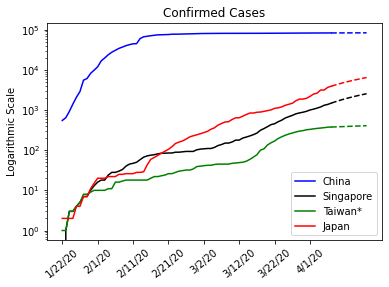 Confirmed Cases
Logarithmic Scale
10⁵
10⁴
10³
10²
10¹
10⁰
China
Singapore
Taiwan*
Japan
1/22/20
2/1/20
2/11/20
2/21/20
3/2/20
3/12/20
3/22/20
4/1/20